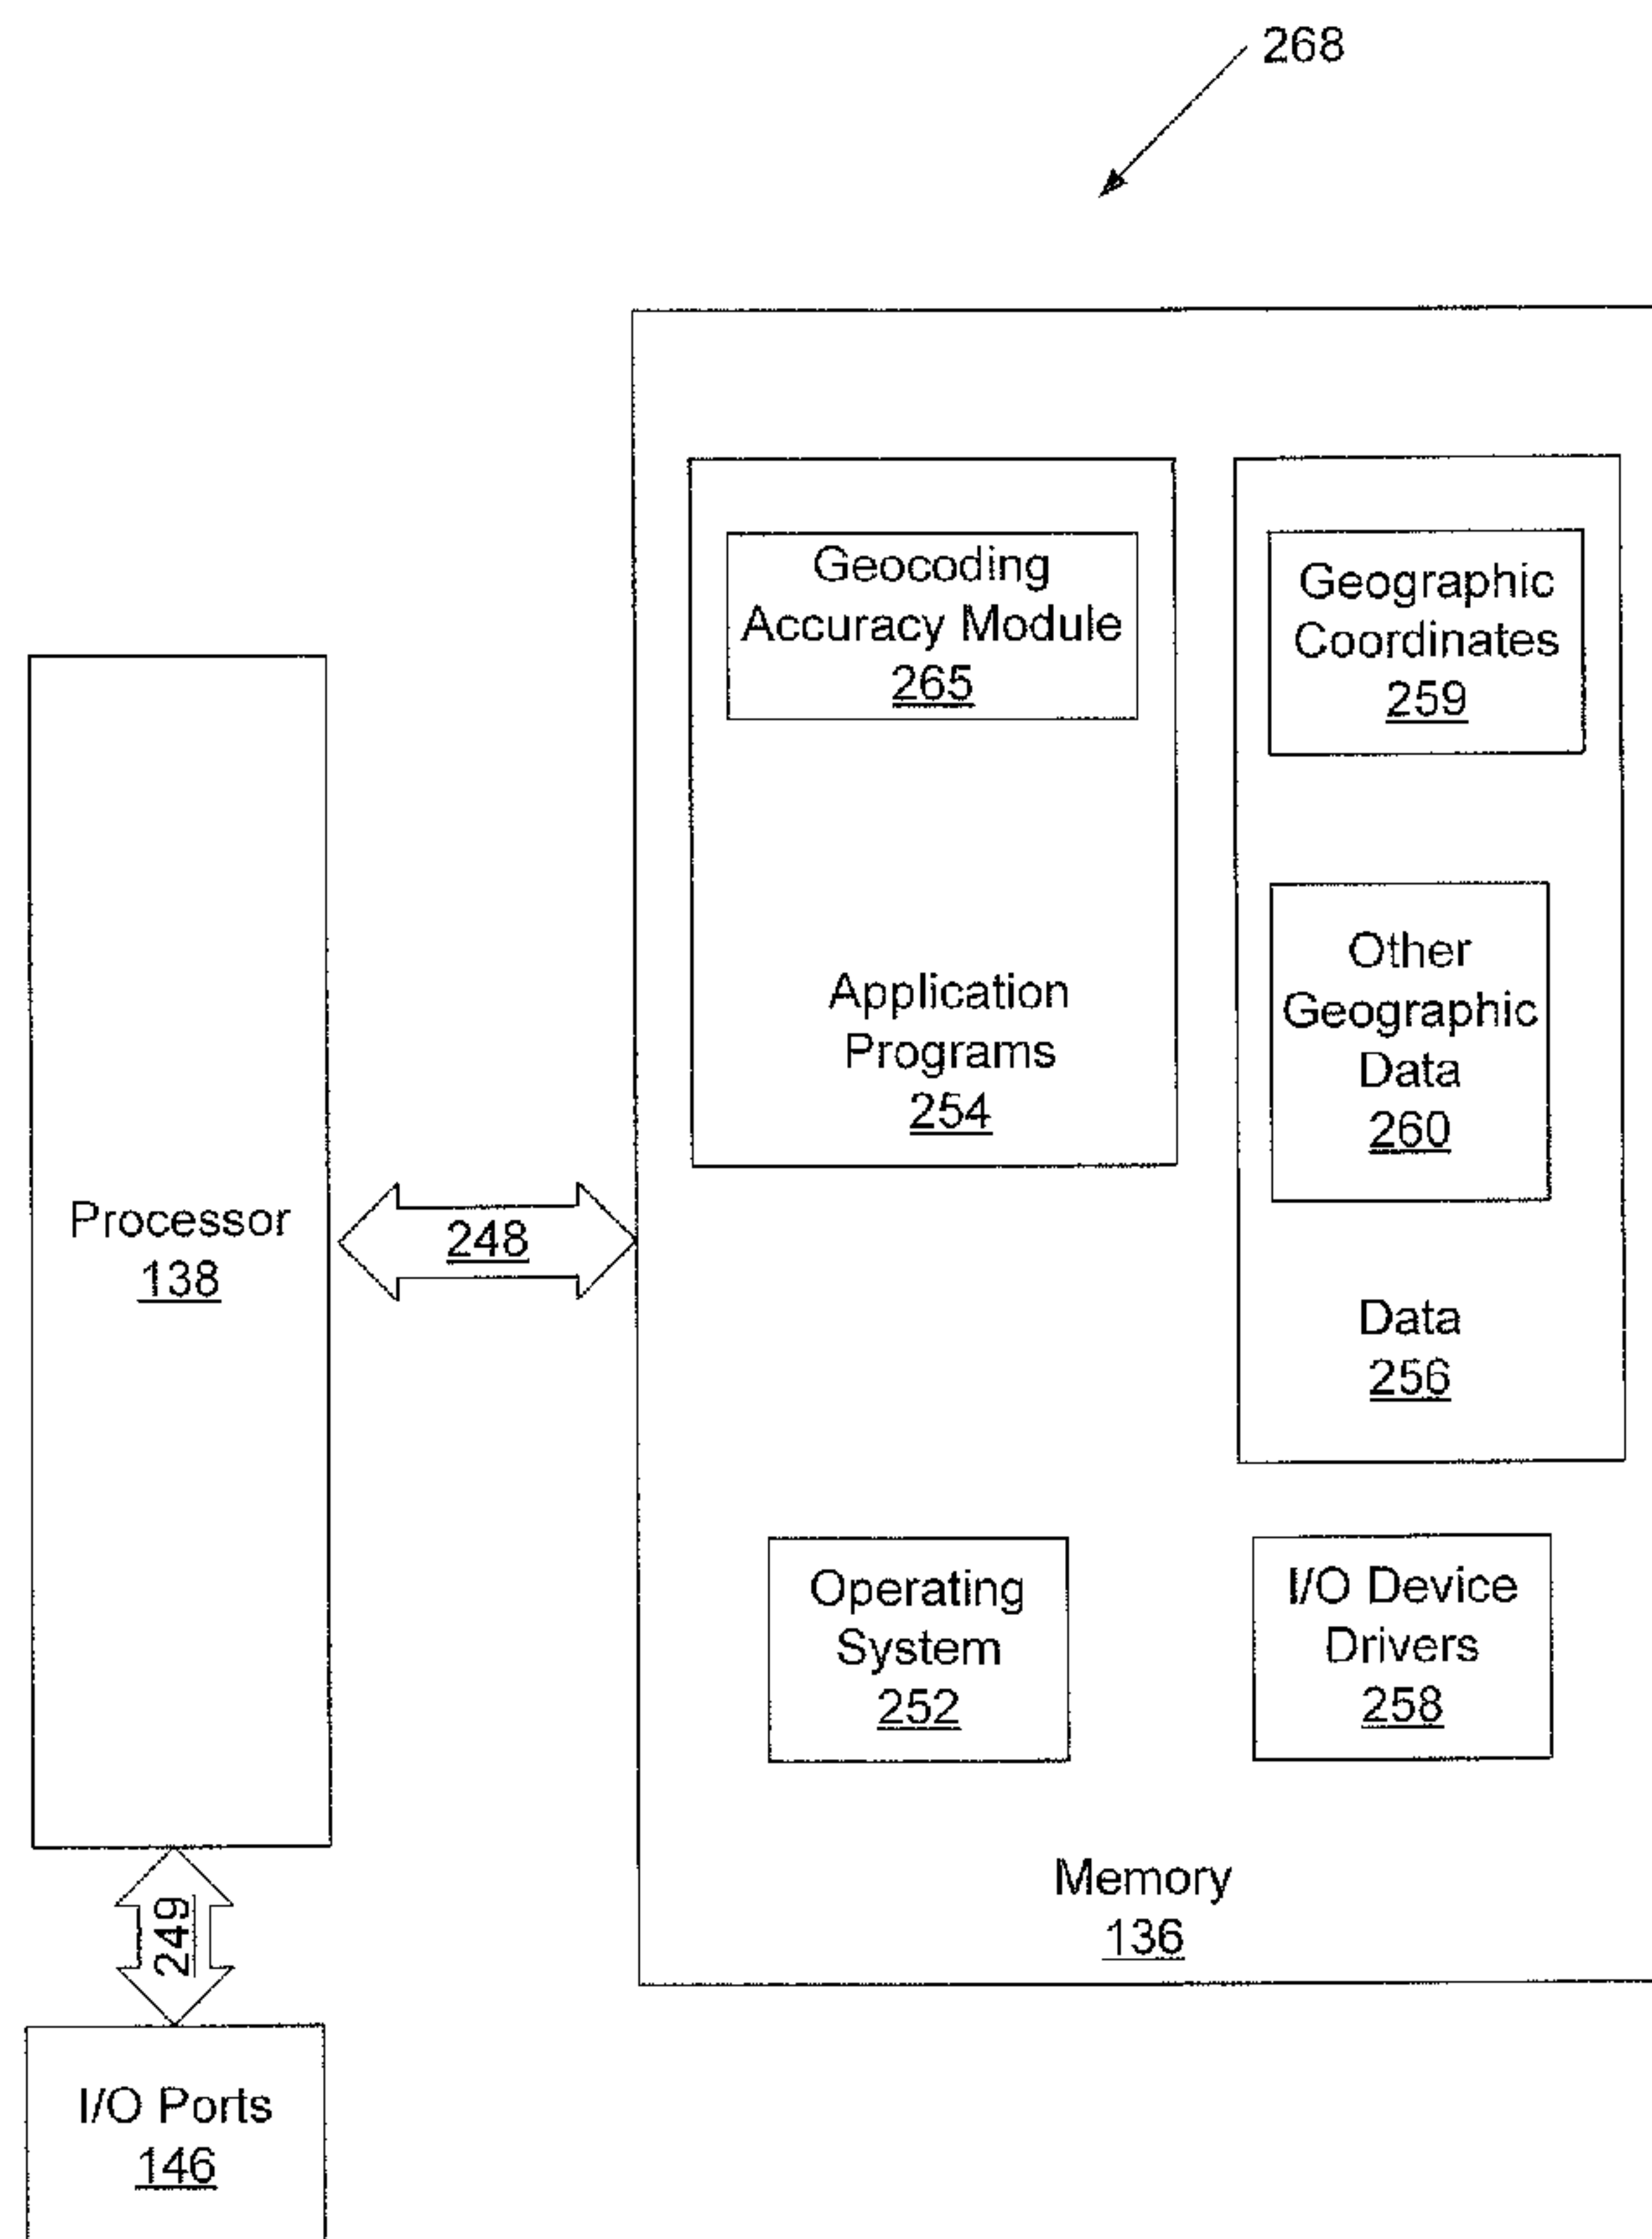 268
Geocoding
Accuracy Module
265
Geographic
Coordinates
259
Other
Geographic
Data
260
Application
Programs
254
Processor
138
248
Data
256
Operating
System
252
I/O Device
Drivers
258
Memory
136
249
I/O Ports
146